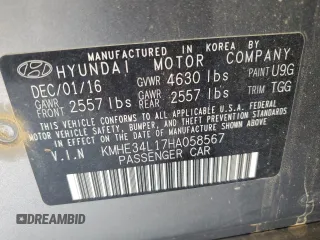 MANUFACTURED IN KOREA BY
HYUNDAI MOTOR COMPANY
DEC/01/16 GVWR 4630 lbs PAINT U9G
GAWR FRONT 2557 lbs GAWR REAR 2557 lbs TRIM TGG
THIS VEHICLE CONFORMS TO ALL APPLICABLE
FEDERAL MOTOR VEHICLE SAFETY, BUMPER, AND
THEFT PREVENTION STANDARDS IN EFFECT ON
THE DATE OF MANUFACTURE SHOWN ABOVE.
V.I.N KMHE34L17HA058567
PASSENGER CAR
DREAMBID